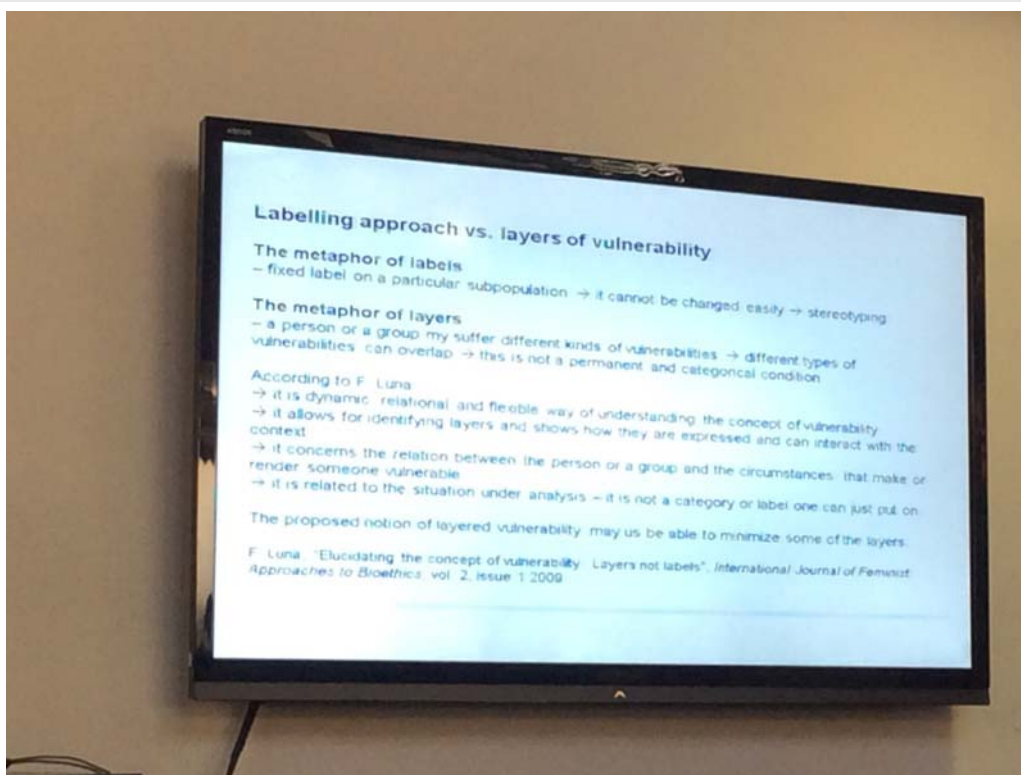 Labelling approach vs. layers of vulnerability
The metaphor of labels
– fixed label on a particular subpopulation → it cannot be changed easily → stereotyping
The metaphor of layers
– a person or a group my suffer different kinds of vulnerabilities → different types of
vulnerabilities can overlap → this is not a permanent and categorical condition
According to F. Luna
→ it is dynamic relational and flexible way of understanding the concept of vulnerability
→ it allows for identifying layers and shows how they are expressed and can interact with the
context
→ it concerns the relation between the person or a group and the circumstances that make or
render someone vulnerable
→ it is related to the situation under analysis – it is not a category or label one can just put on
The proposed notion of layered vulnerability may us be able to minimize some of the layers.
F. Luna, "Elucidating the concept of vulnerability. Layers not labels", International Journal of Feminist
Approaches to Bioethics, vol. 2, issue 1 2009